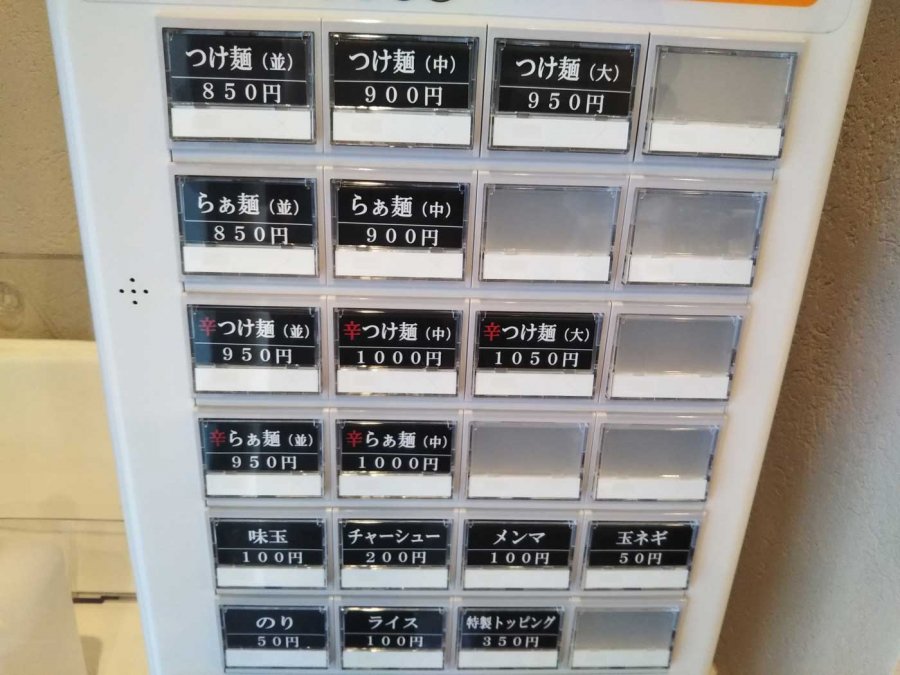 つけ麺（並）
850円
つけ麺（中）
900円
つけ麺（大）
950円
らぁ麺（並）
850円
らぁ麺（中）
900円
辛つけ麺（並）
950円
辛つけ麺（中）
1000円
辛つけ麺（大）
1050円
辛らぁ麺（並）
950円
辛らぁ麺（中）
1000円
味玉
100円
チャーシュー
200円
メンマ
100円
玉ネギ
50円
のり
50円
ライス
100円
特製トッピング
350円